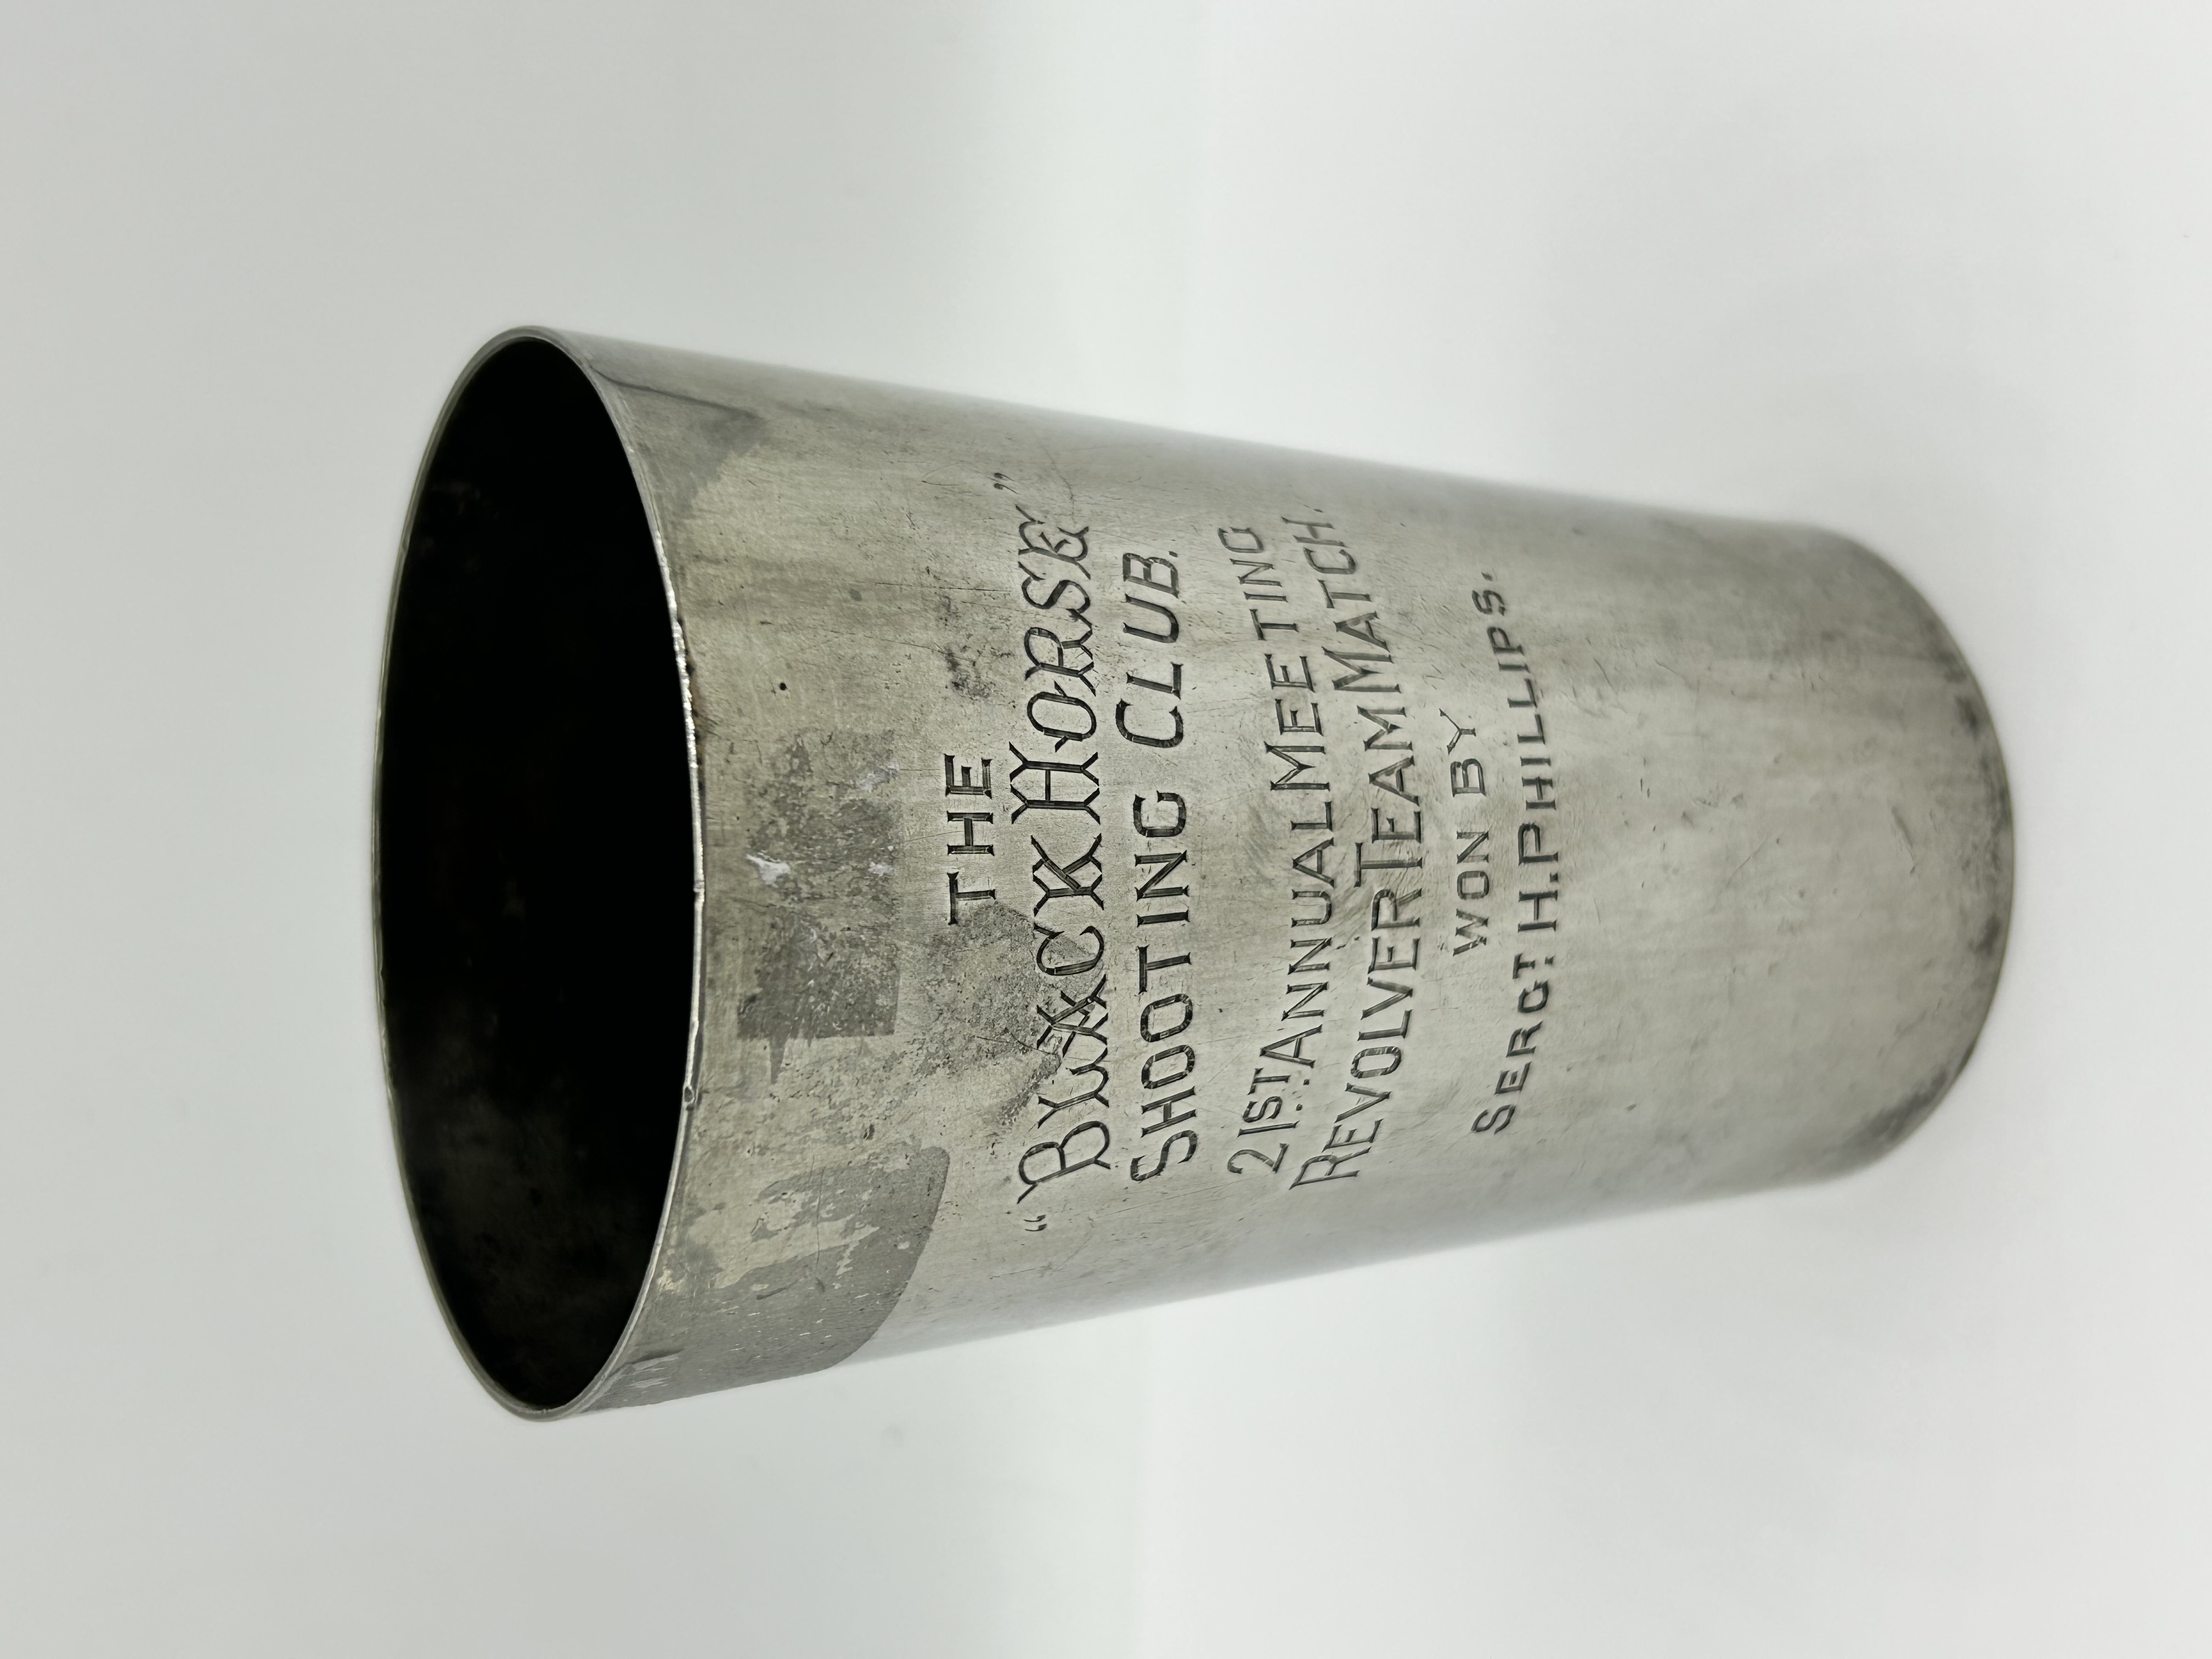 THE
"BLACK HORSE"
SHOOTING CLUB.
21ST ANNUAL MEETING
REVOLVER TEAM MATCH.
WON BY
SERGT H. PHILLIPS.